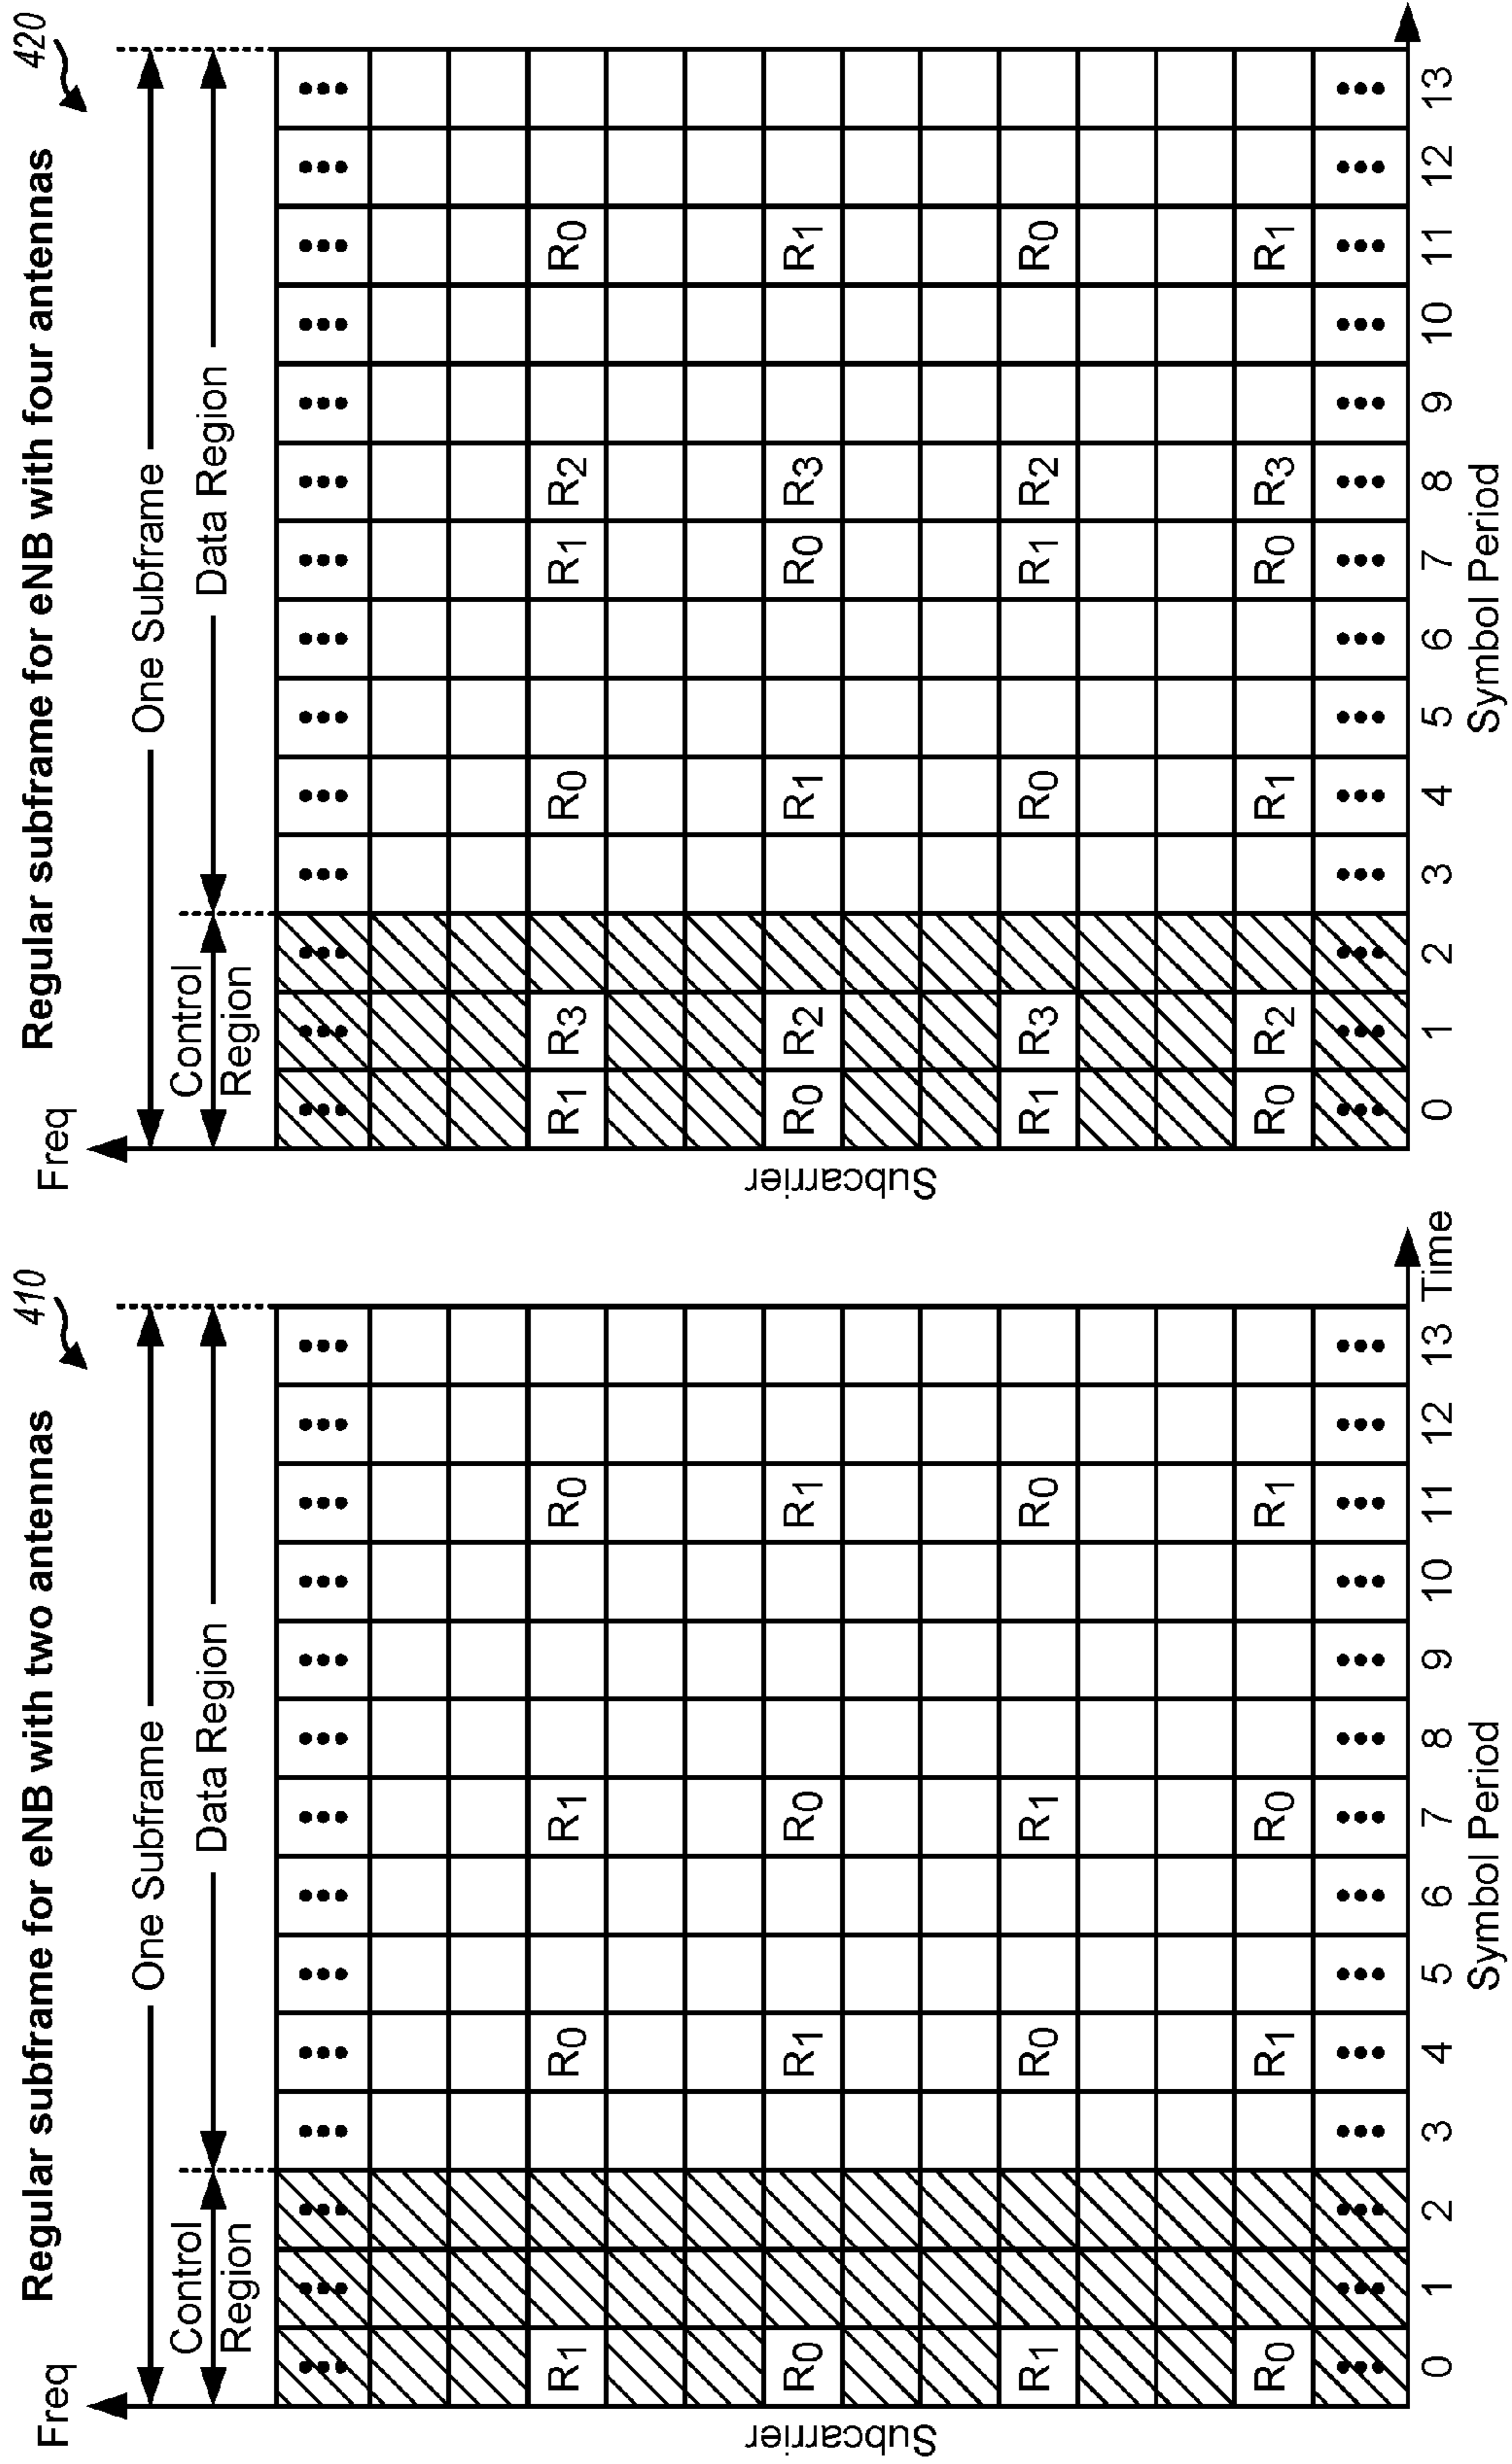 Regular subframe for eNB with two antennas
410
Freq
One Subframe
Control
Region
Data Region
Subcarrier
R0 R1 R0 R1
R1 R0 R1 R0
R0 R1 R0 R1
R1 R0 R1 R0
0 1 2 3 4 5 6 7 8 9 10 11 12 13 Time
Symbol Period
Regular subframe for eNB with four antennas
420
Freq
One Subframe
Control
Region
Data Region
Subcarrier
R1 R3 R0 R1 R2 R0
R0 R2 R1 R0 R3 R1
R1 R3 R0 R1 R2 R0
R0 R2 R1 R0 R3 R1
0 1 2 3 4 5 6 7 8 9 10 11 12 13
Symbol Period